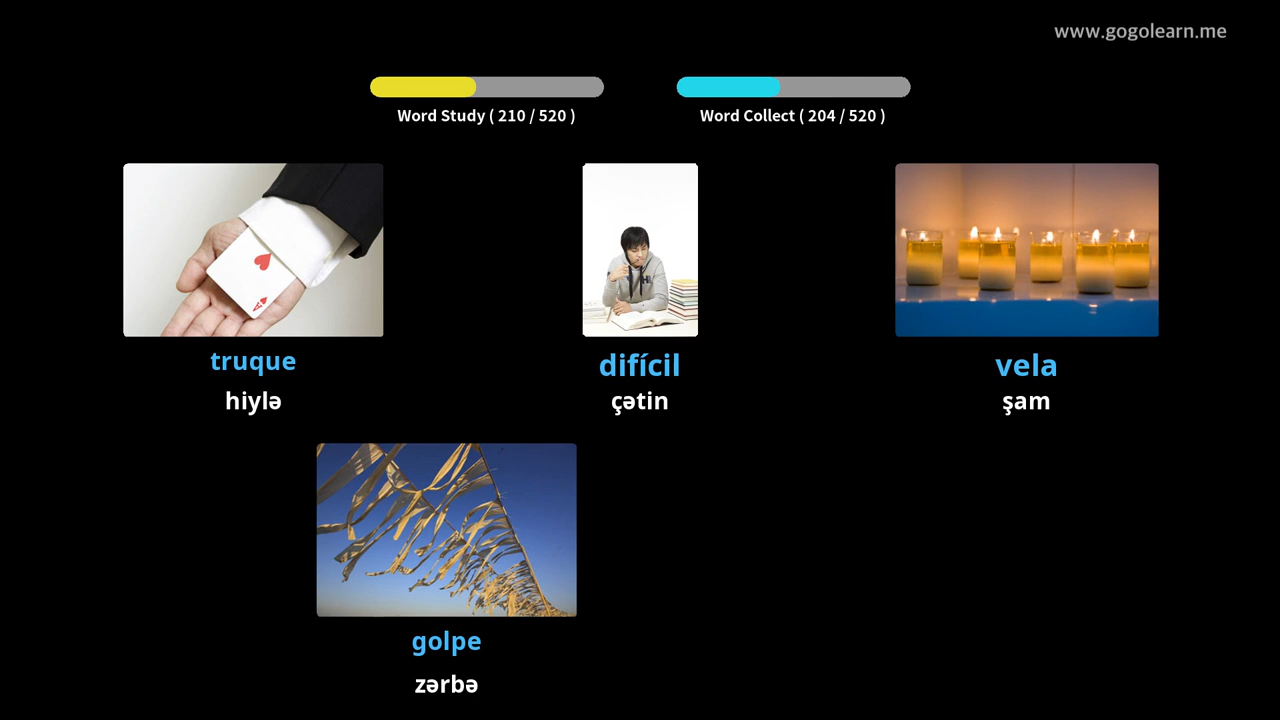 www.gogolearn.me
Word Study ( 210 / 520 )
Word Collect ( 204 / 520 )
truque
hiylə
difícil
çətin
vela
şam
golpe
zərbə